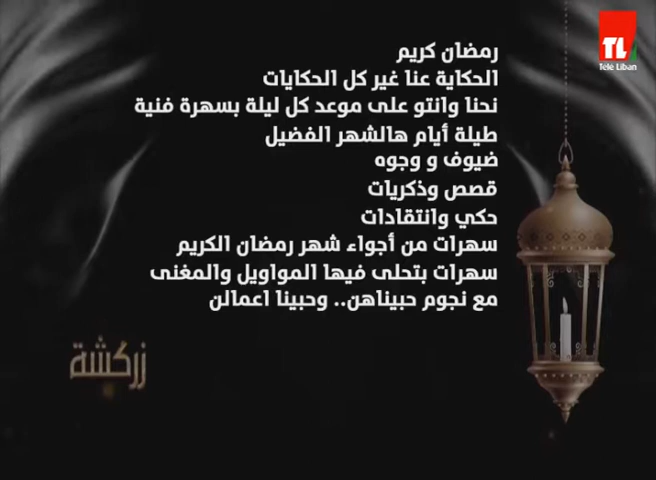 TL
Télé Liban
رمضان كريم
الحكاية عنا غير كل الحكايات
نحنا وانتو على موعد كل ليلة بسهرة فنية
طيلة أيام هالشهر الفضيل
ضيوف و وجوه
قصص وذكريات
حكي وانتقادات
سهرات من أجواء شهر رمضان الكريم
سهرات بتحلى فيها المواويل والمغنى
مع نجوم حبيناهن.. وحبينا اعمالن
زركشة